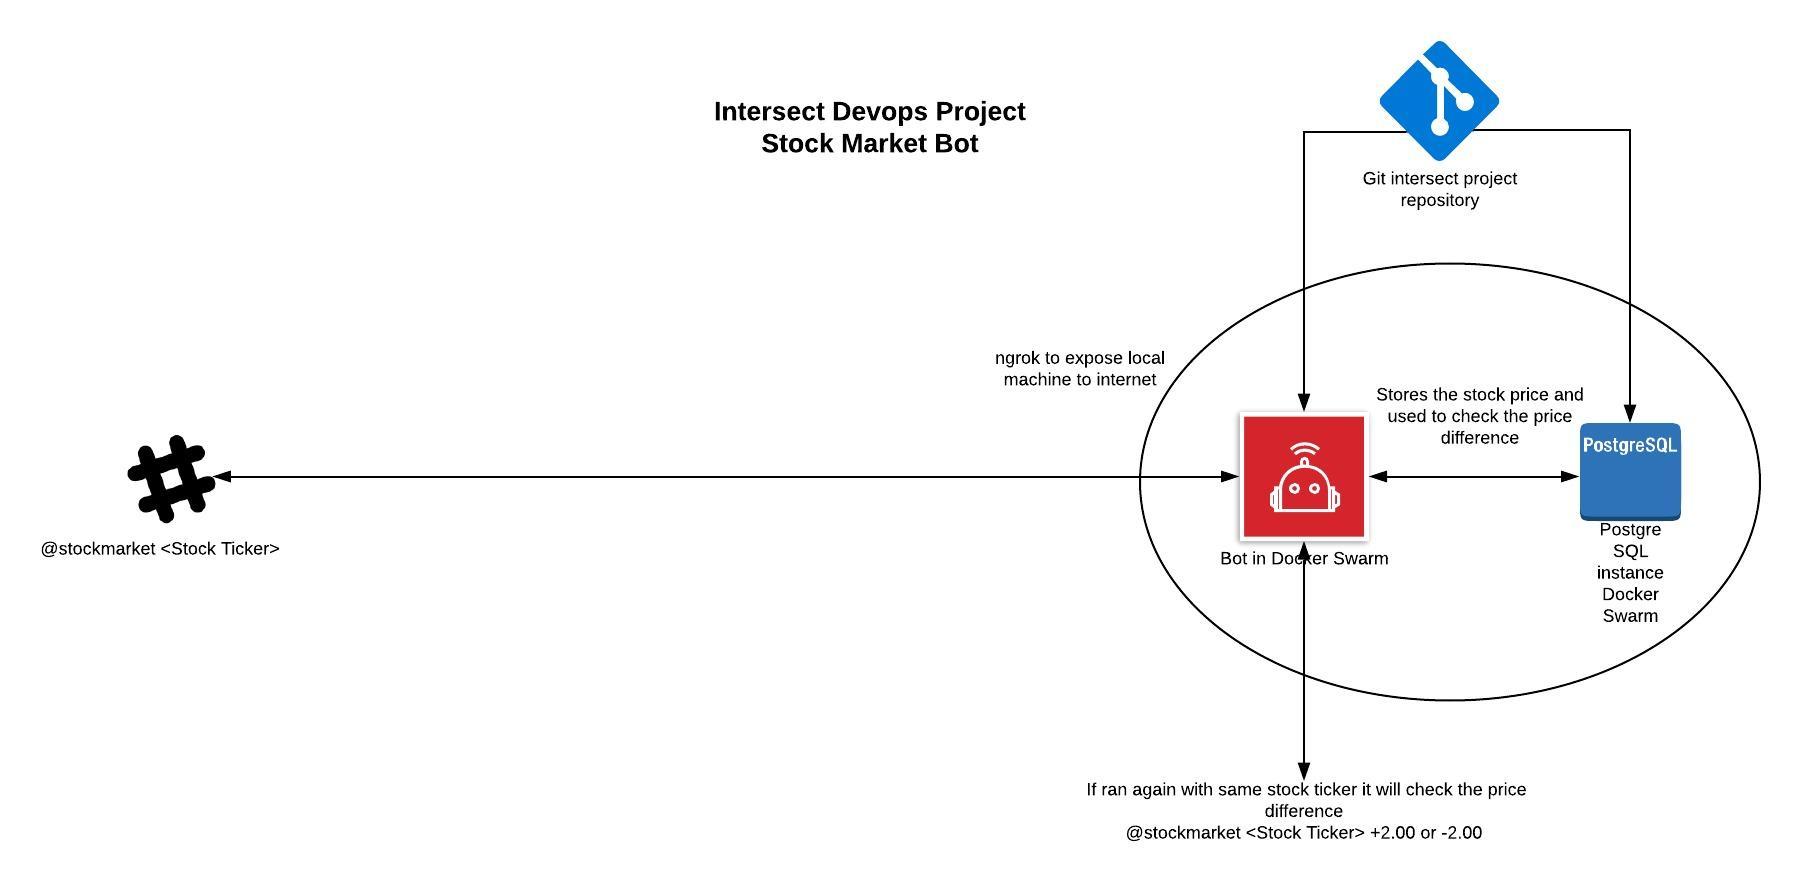 Intersect Devops Project
Stock Market Bot
Git intersect project
repository
ngrok to expose local
machine to internet
Stores the stock price and
used to check the price
difference
PostgreSQL
Postgre
SQL
instance
Docker
Swarm
@stockmarket <Stock Ticker>
Bot in Docker Swarm
If ran again with same stock ticker it will check the price
difference
@stockmarket <Stock Ticker> +2.00 or -2.00